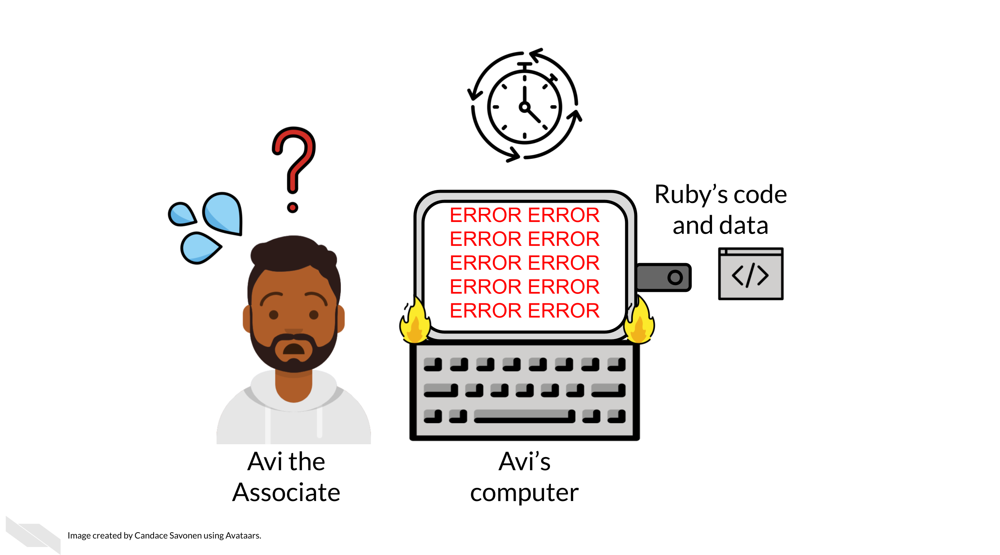 Ruby’s code
and data
ERROR ERROR
ERROR ERROR
ERROR ERROR
ERROR ERROR
ERROR ERROR
</>
Avi the
Associate
Avi’s
computer
Image created by Candace Savonen using Avataars.